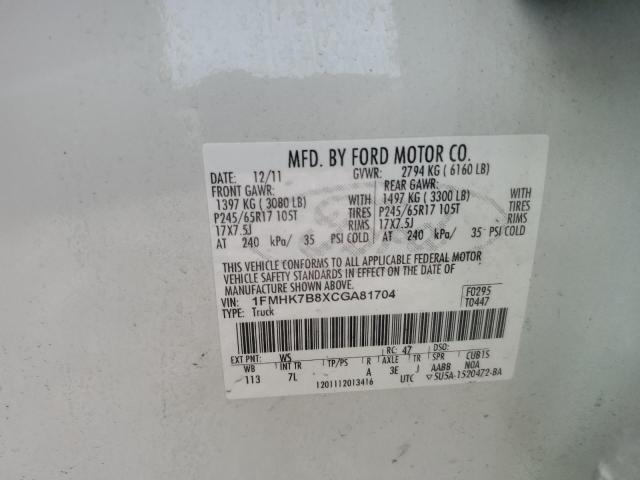 MFD. BY FORD MOTOR CO.
DATE: 12/11 GVWR: 2794 KG ( 6160 LB)
FRONT GAWR: REAR GAWR:
1397 KG ( 3080 LB) WITH 1497 KG ( 3300 LB) WITH
P245/65R17 105T TIRES P245/65R17 105T TIRES
17X7.5J RIMS 17X7.5J RIMS
AT 240 kPa/ 35 PSI COLD AT 240 kPa/ 35 PSI COLD
THIS VEHICLE CONFORMS TO ALL APPLICABLE FEDERAL MOTOR
VEHICLE SAFETY STANDARDS IN EFFECT ON THE DATE OF
MANUFACTURE SHOWN ABOVE.
VIN: 1FMHK7B8XCGA81704 F0295
TYPE: Truck T0447
EXT PNT: WS RC: 47 DSO:
WB INT TR TP/PS R AXLE TR SPR CUB1S
113 7L A 3E J AABB NOA
1201112013416 UTC 5U5A-1520472-BA